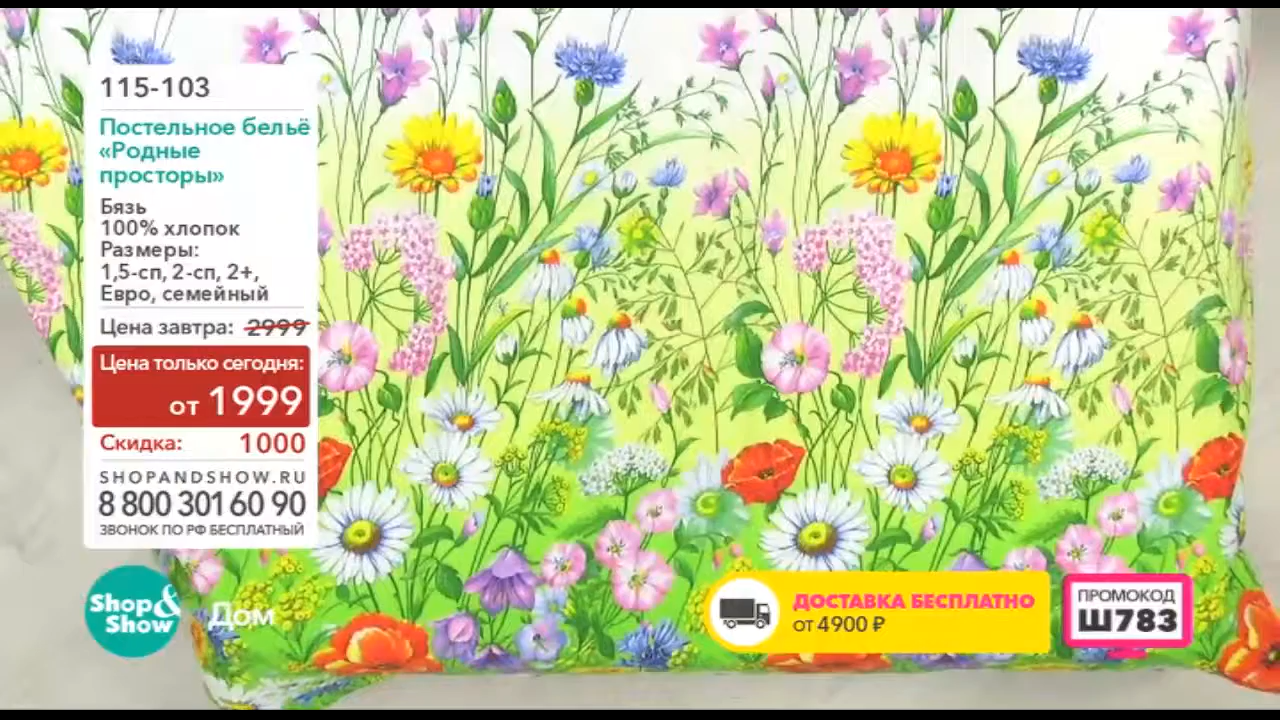 115-103
Постельное бельё
«Родные
просторы»
Бязь
100% хлопок
Размеры:
1,5-сп, 2-сп, 2+,
Евро, семейный
Цена завтра: 2999
Цена только сегодня:
от 1999
Скидка: 1000
SHOPANDSHOW.RU
8 800 301 60 90
ЗВОНОК ПО РФ БЕСПЛАТНЫЙ
Shop&
Show
Дом
ДОСТАВКА БЕСПЛАТНО
от 4900 ₽
ПРОМОКОД
Ш783